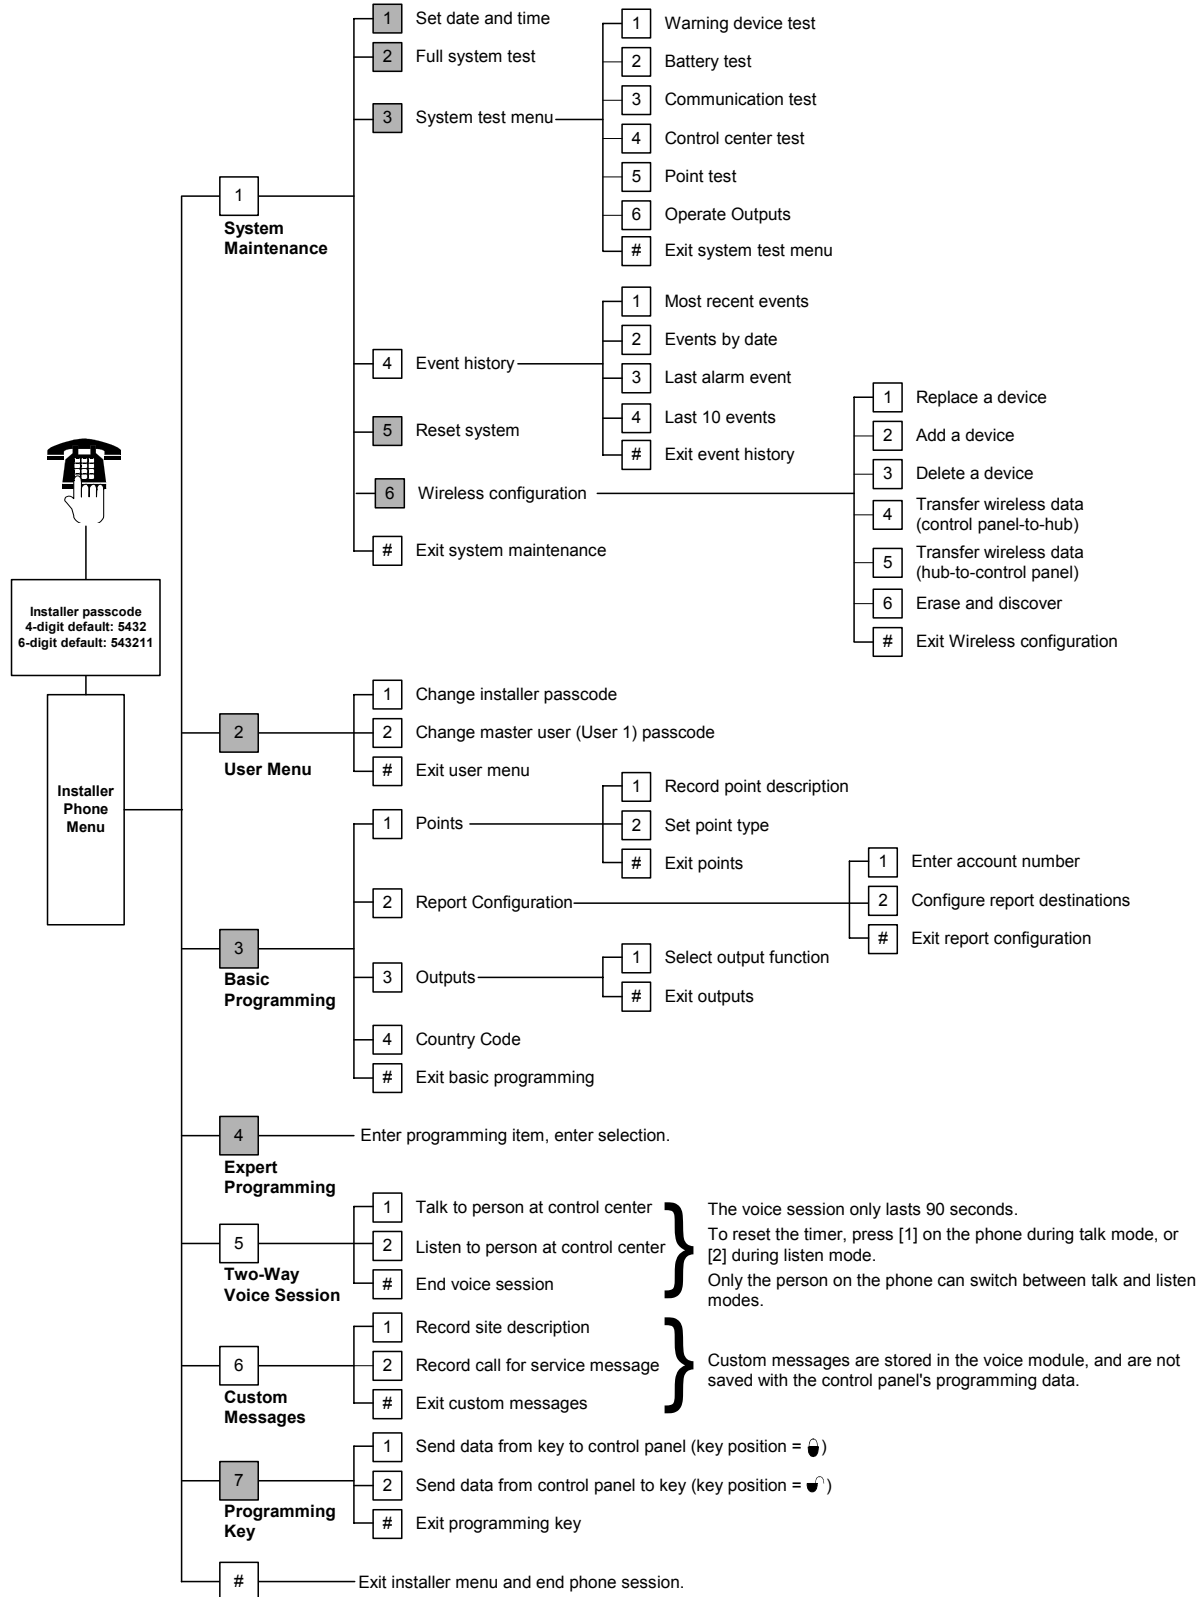 1 Set date and time
2 Full system test
3 System test menu
1 Warning device test
2 Battery test
3 Communication test
4 Control center test
5 Point test
6 Operate Outputs
# Exit system test menu
1
System
Maintenance
4 Event history
1 Most recent events
2 Events by date
3 Last alarm event
4 Last 10 events
# Exit event history
5 Reset system
6 Wireless configuration
1 Replace a device
2 Add a device
3 Delete a device
4 Transfer wireless data
(control panel-to-hub)
5 Transfer wireless data
(hub-to-control panel)
6 Erase and discover
# Exit Wireless configuration
# Exit system maintenance
Installer passcode
4-digit default: 5432
6-digit default: 543211
Installer
Phone
Menu
2
User Menu
1 Change installer passcode
2 Change master user (User 1) passcode
# Exit user menu
3
Basic
Programming
1 Points
1 Record point description
2 Set point type
# Exit points
2 Report Configuration
1 Enter account number
2 Configure report destinations
# Exit report configuration
3 Outputs
1 Select output function
# Exit outputs
4 Country Code
# Exit basic programming
4
Expert
Programming
Enter programming item, enter selection.
5
Two-Way
Voice Session
1 Talk to person at control center
2 Listen to person at control center
# End voice session
The voice session only lasts 90 seconds.
To reset the timer, press [1] on the phone during talk mode, or
[2] during listen mode.
Only the person on the phone can switch between talk and listen
modes.
6
Custom
Messages
1 Record site description
2 Record call for service message
# Exit custom messages
Custom messages are stored in the voice module, and are not
saved with the control panel's programming data.
7
Programming
Key
1 Send data from key to control panel (key position = )
2 Send data from control panel to key (key position = )
# Exit programming key
# Exit installer menu and end phone session.